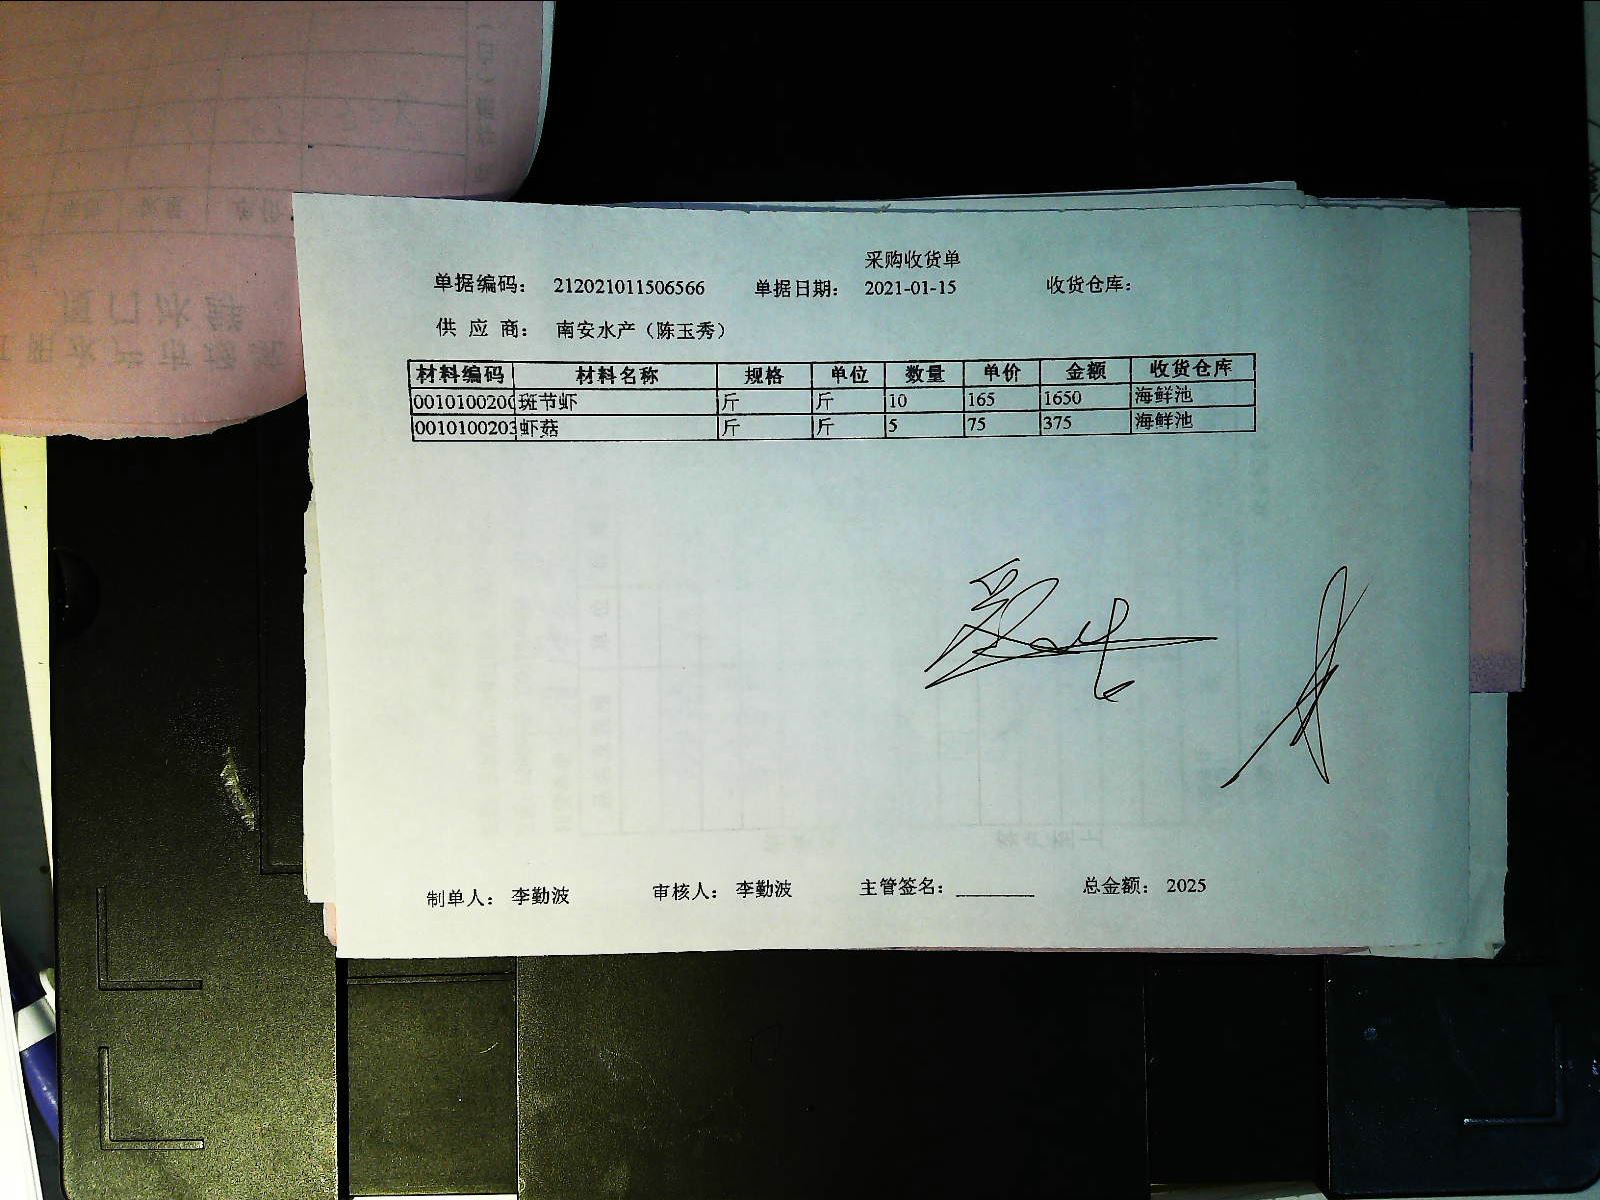 采购收货单
单据编码： 212021011506566 单据日期： 2021-01-15 收货仓库：
供 应 商： 南安水产（陈玉秀）
材料编码 材料名称 规格 单位 数量 单价 金额 收货仓库
0010100200 斑节虾 斤 斤 10 165 1650 海鲜池
0010100203 虾菇 斤 斤 5 75 375 海鲜池
制单人： 李勤波 审核人： 李勤波 主管签名： 总金额： 2025